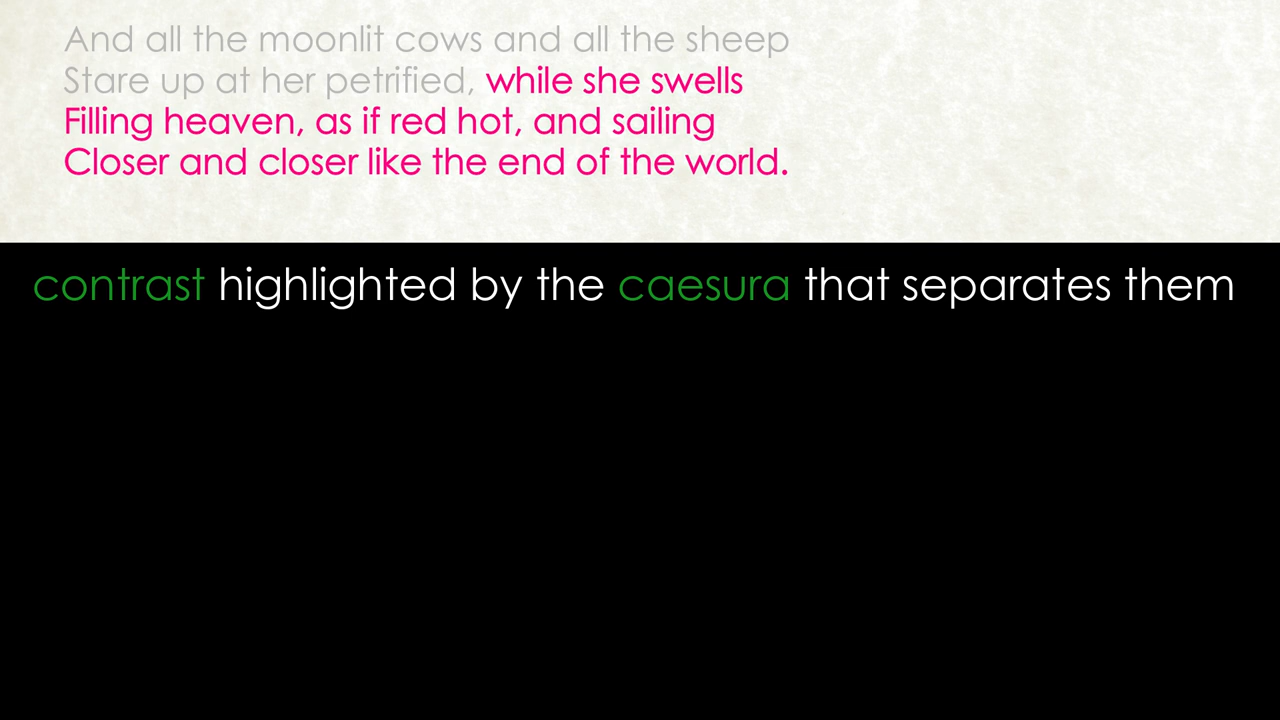 And all the moonlit cows and all the sheep
Stare up at her petrified, while she swells
Filling heaven, as if red hot, and sailing
Closer and closer like the end of the world.
contrast highlighted by the caesura that separates them